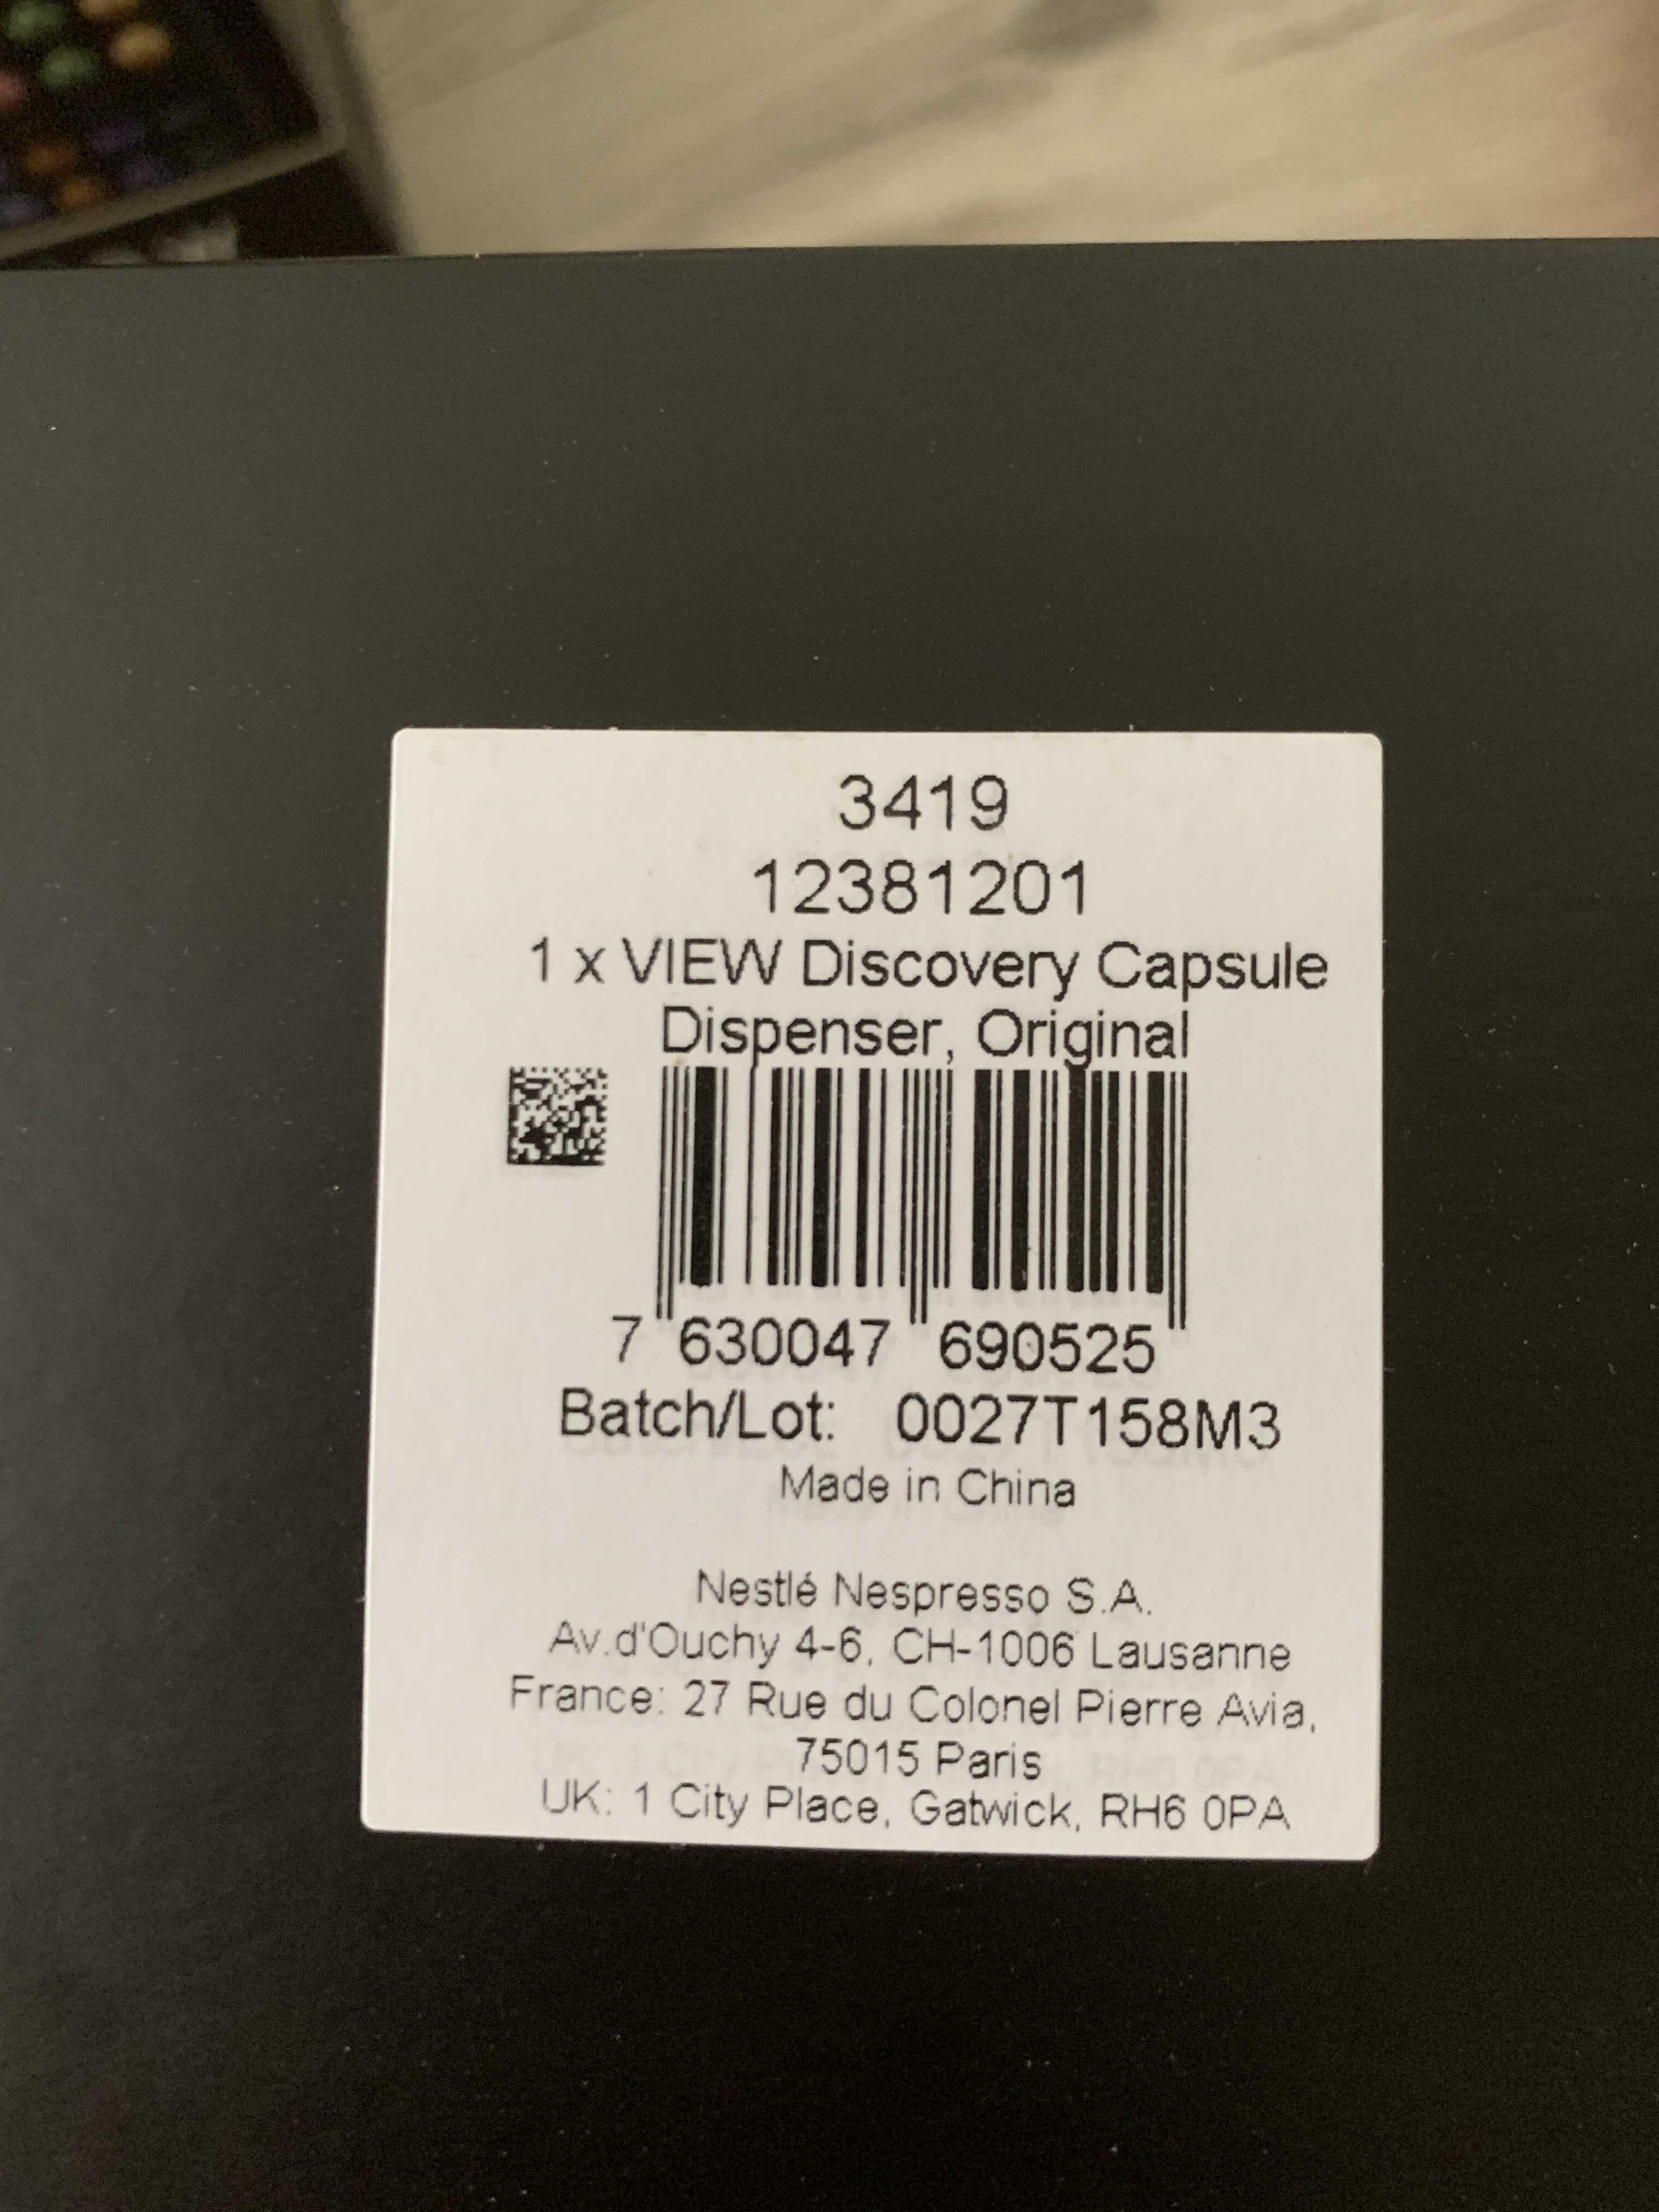 3419
12381201
1 x VIEW Discovery Capsule
Dispenser, Original
7 630047 690525
Batch/Lot: 0027T158M3
Made in China
Nestlé Nespresso S.A.
Av.d'Ouchy 4-6, CH-1006 Lausanne
France: 27 Rue du Colonel Pierre Avia,
75015 Paris
UK: 1 City Place, Gatwick, RH6 0PA